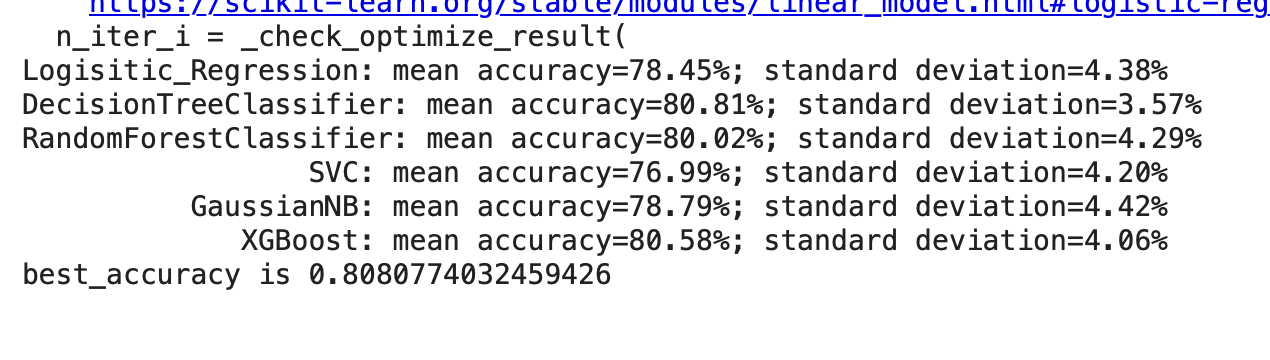 https://scikit-learn.org/stable/modules/linear_model.html#logistic-reg
n_iter_i = _check_optimize_result(
Logisitic_Regression: mean accuracy=78.45%; standard deviation=4.38%
DecisionTreeClassifier: mean accuracy=80.81%; standard deviation=3.57%
RandomForestClassifier: mean accuracy=80.02%; standard deviation=4.29%
SVC: mean accuracy=76.99%; standard deviation=4.20%
GaussianNB: mean accuracy=78.79%; standard deviation=4.42%
XGBoost: mean accuracy=80.58%; standard deviation=4.06%
best_accuracy is 0.8080774032459426